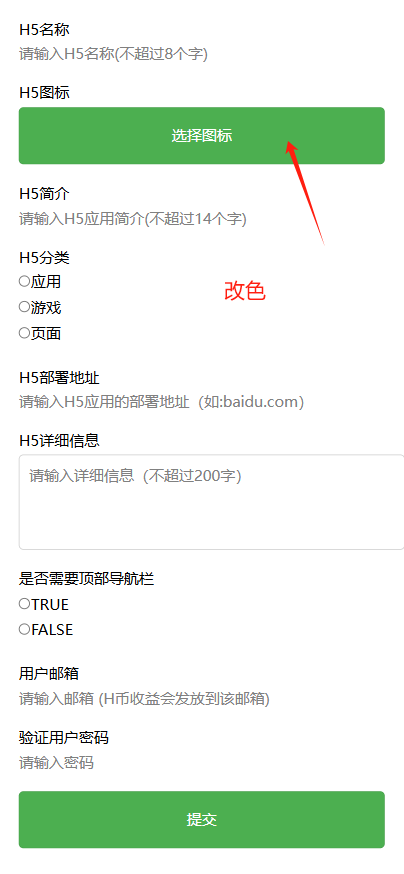 H5名称
请输入H5名称(不超过8个字)
H5图标
选择图标
H5简介
请输入H5应用简介(不超过14个字)
H5分类
应用
改色
游戏
页面
H5部署地址
请输入H5应用的部署地址（如:baidu.com）
H5详细信息
请输入详细信息（不超过200字）
是否需要顶部导航栏
TRUE
FALSE
用户邮箱
请输入邮箱 (H币收益会发放到该邮箱)
验证用户密码
请输入密码
提交